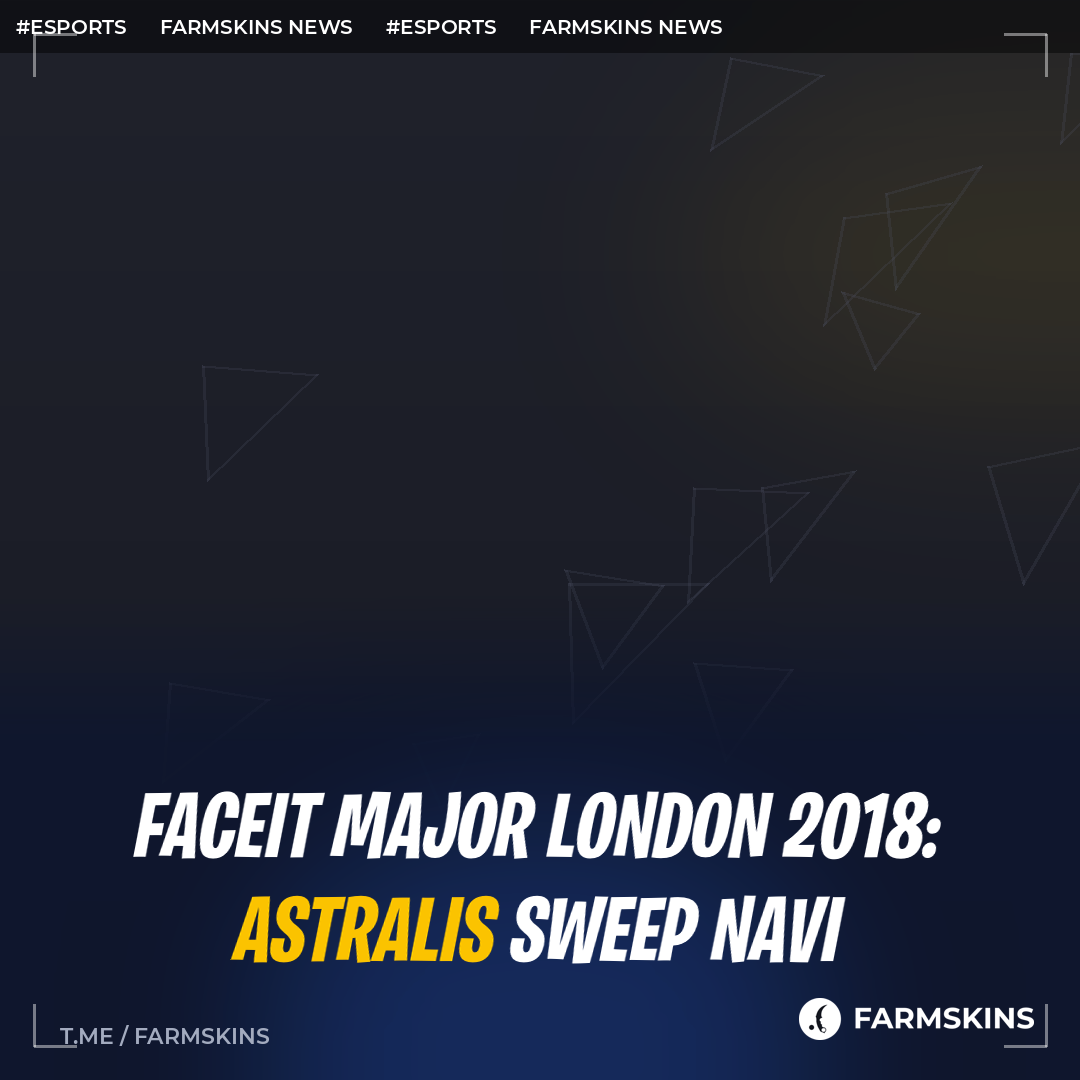 #ESPORTS FARMSKINS NEWS #ESPORTS FARMSKINS NEWS
FACEIT MAJOR LONDON 2018:
ASTRALIS SWEEP NAVI
T.ME / FARMSKINS
FARMSKINS